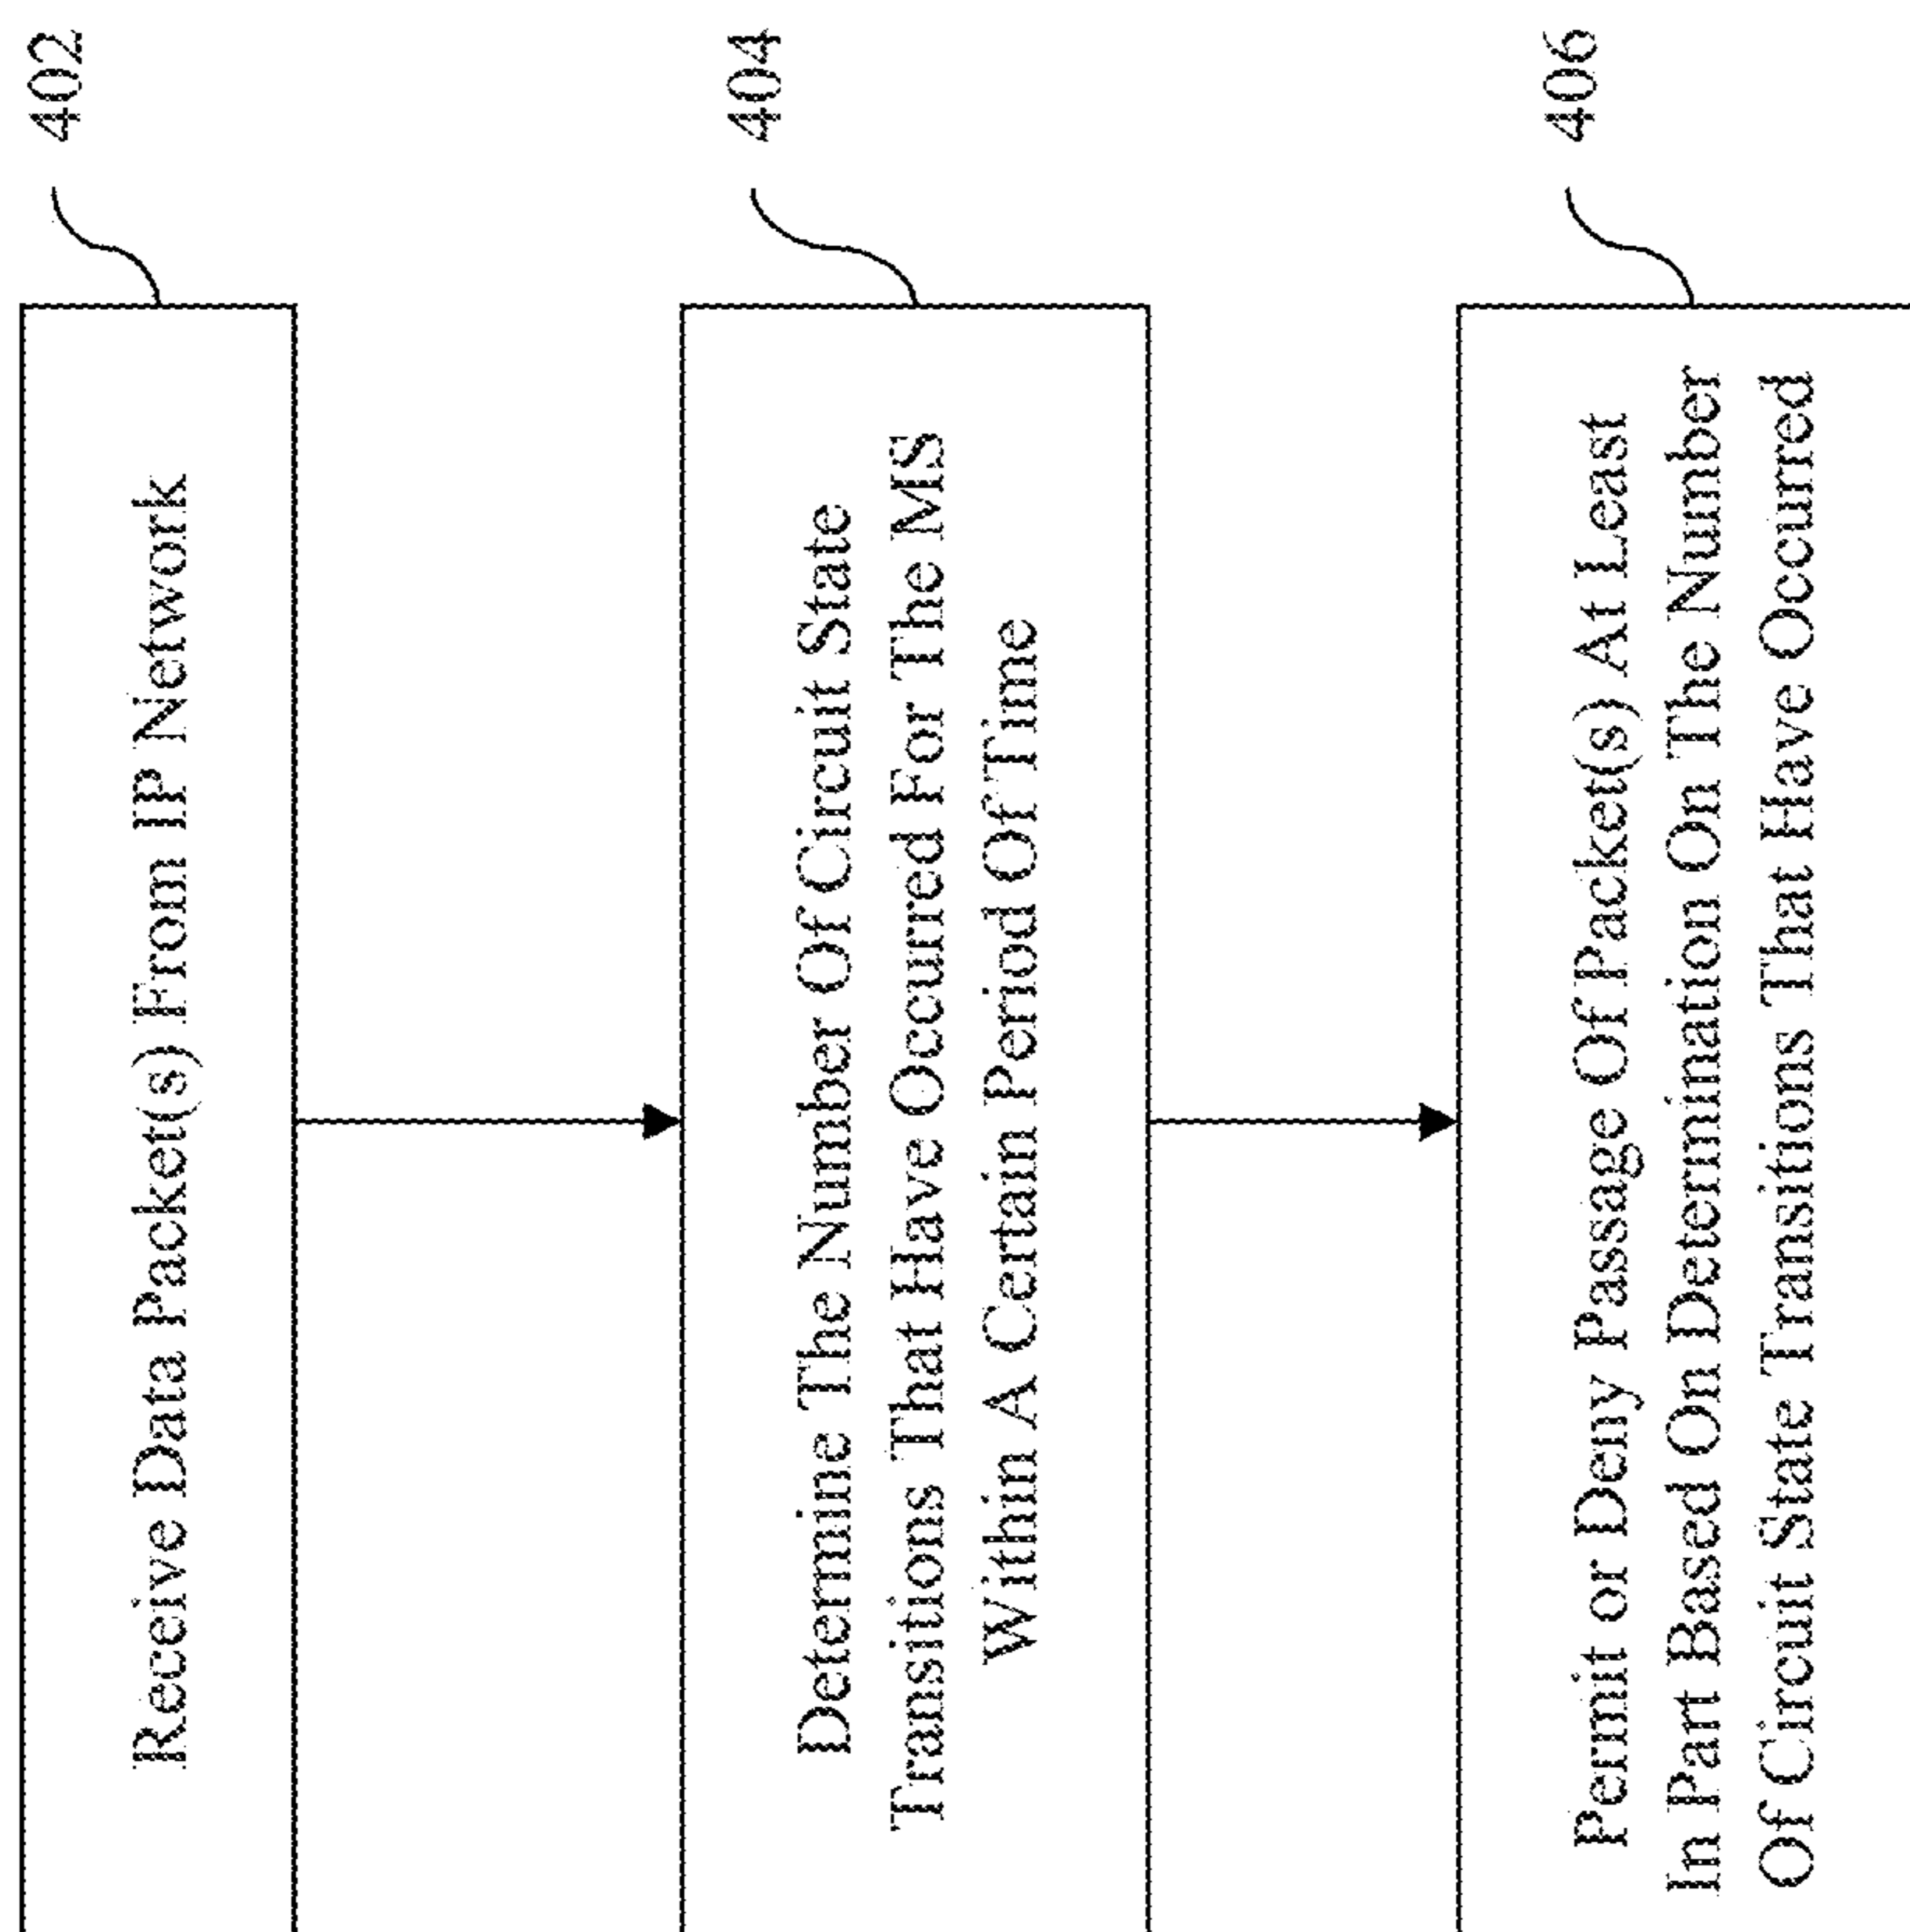 402
Receive Data Packet(s) From IP Network
404
Determine The Number Of Circuit State
Transitions That Have Occurred For The MS
Within A Certain Period Of Time
406
Permit or Deny Passage Of Packet(s) At Least
In Part Based On Determination On The Number
Of Circuit State Transitions That Have Occurred